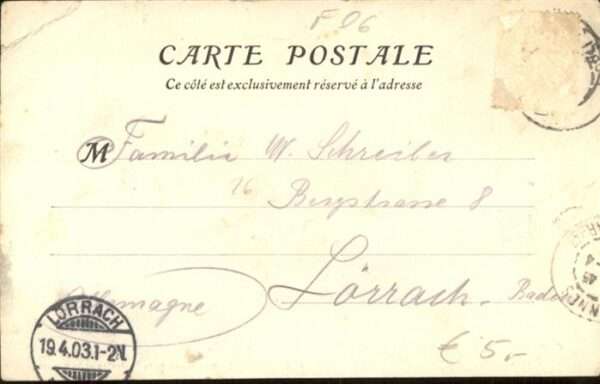 F 06
CARTE POSTALE
Ce côté est exclusivement réservé à l'adresse
M Familie W. Schreiber
16 Bergstrasse 8
Lörrach. Baden
Allemagne
LÖRRACH
19.4.03.1-2N.
€ 5,-